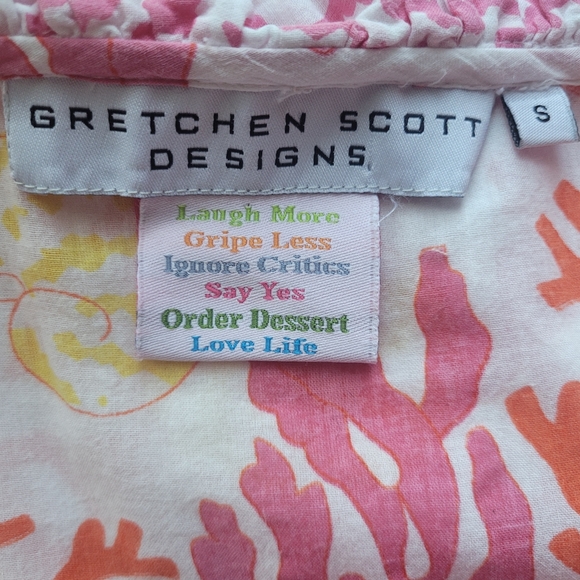 GRETCHEN SCOTT
DESIGNS
S
Laugh More
Gripe Less
Ignore Critics
Say Yes
Order Dessert
Love Life